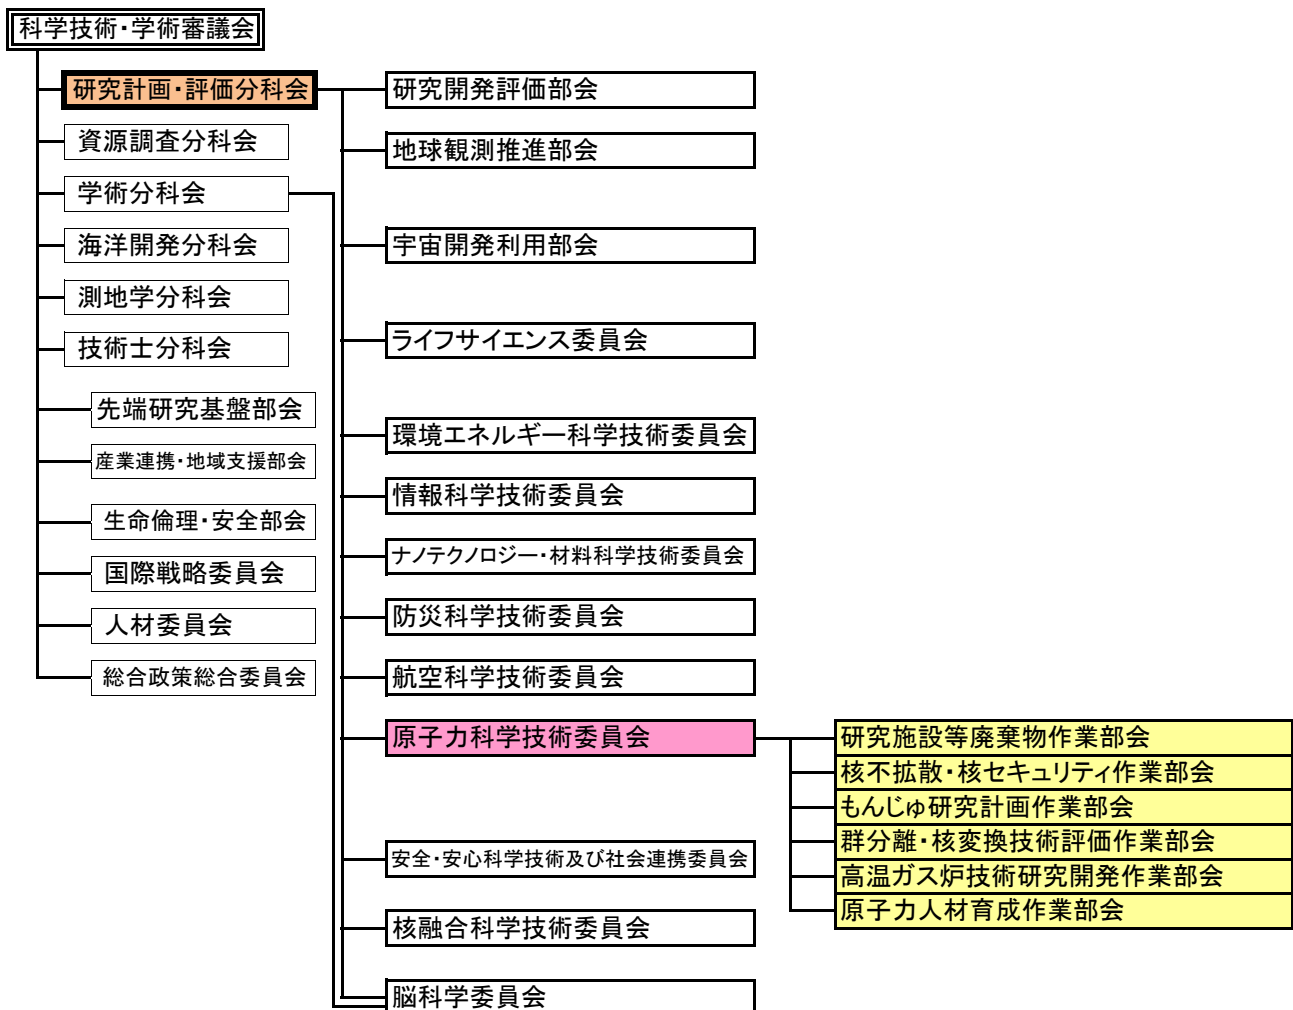 科学技術・学術審議会
研究計画・評価分科会
資源調査分科会
学術分科会
海洋開発分科会
測地学分科会
技術士分科会
先端研究基盤部会
産業連携・地域支援部会
生命倫理・安全部会
国際戦略委員会
人材委員会
総合政策総合委員会
研究開発評価部会
地球観測推進部会
宇宙開発利用部会
ライフサイエンス委員会
環境エネルギー科学技術委員会
情報科学技術委員会
ナノテクノロジー・材料科学技術委員会
防災科学技術委員会
航空科学技術委員会
原子力科学技術委員会
安全・安心科学技術及び社会連携委員会
核融合科学技術委員会
脳科学委員会
研究施設等廃棄物作業部会
核不拡散・核セキュリティ作業部会
もんじゅ研究計画作業部会
群分離・核変換技術評価作業部会
高温ガス炉技術研究開発作業部会
原子力人材育成作業部会